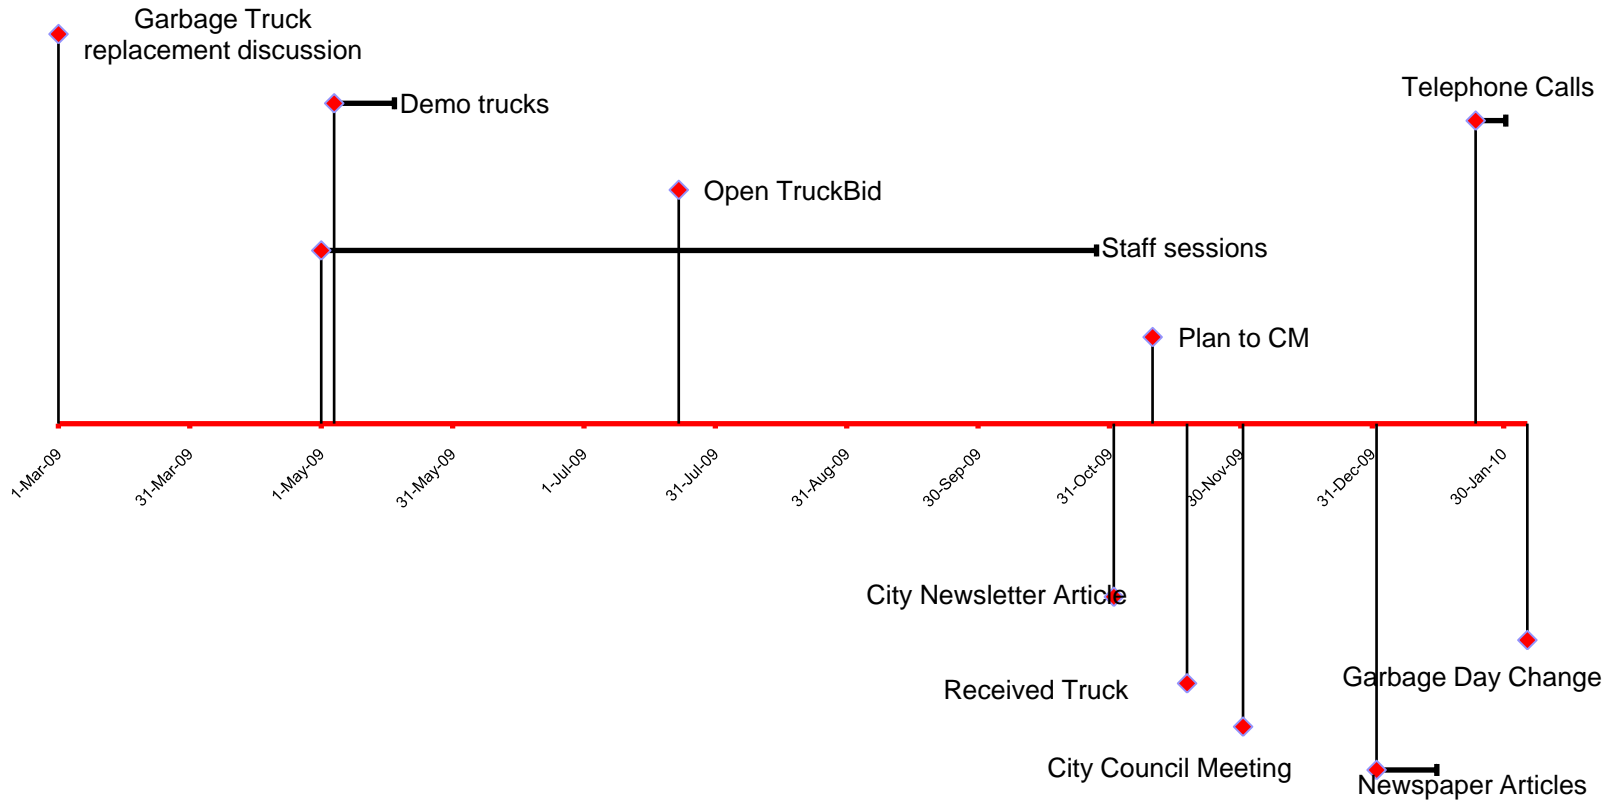 Garbage Truck
replacement discussion
Demo trucks
Telephone Calls
Open TruckBid
Staff sessions
Plan to CM
1-Mar-09
31-Mar-09
1-May-09
31-May-09
1-Jul-09
31-Jul-09
31-Aug-09
30-Sep-09
31-Oct-09
30-Nov-09
31-Dec-09
30-Jan-10
City Newsletter Article
Garbage Day Change
Received Truck
City Council Meeting
Newspaper Articles